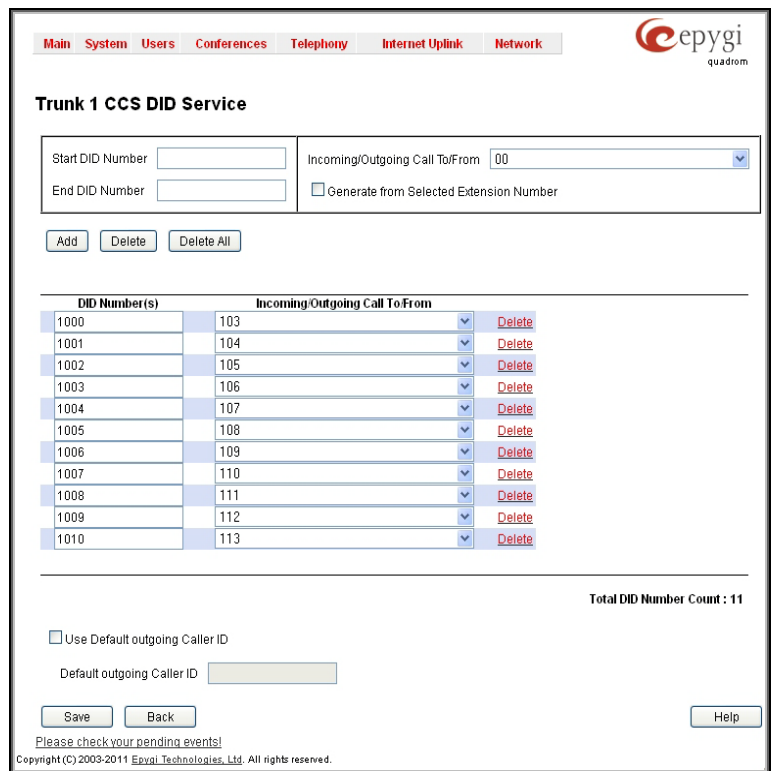 epygi
quadrom
Main System Users Conferences Telephony Internet Uplink Network
Trunk 1 CCS DID Service
Start DID Number
Incoming/Outgoing Call To/From 00
End DID Number
Generate from Selected Extension Number
Add Delete Delete All
DID Number(s) Incoming/Outgoing Call To/From
1000 103 Delete
1001 104 Delete
1002 105 Delete
1003 106 Delete
1004 107 Delete
1005 108 Delete
1006 109 Delete
1007 110 Delete
1008 111 Delete
1009 112 Delete
1010 113 Delete
Total DID Number Count : 11
Use Default outgoing Caller ID
Default outgoing Caller ID
Save Back Help
Please check your pending events!
Copyright (C) 2003-2011 Epygi Technologies, Ltd. All rights reserved.